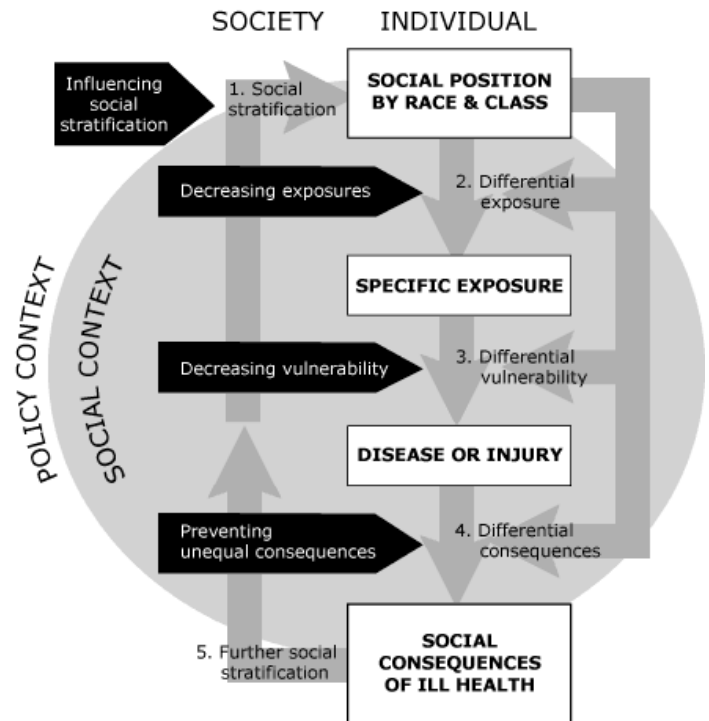 SOCIETY INDIVIDUAL
Influencing
social
stratification
1. Social
stratification
SOCIAL POSITION
BY RACE & CLASS
Decreasing exposures
2. Differential
exposure
SPECIFIC EXPOSURE
POLICY CONTEXT
SOCIAL CONTEXT
Decreasing vulnerability
3. Differential
vulnerability
DISEASE OR INJURY
Preventing
unequal consequences
4. Differential
consequences
5. Further social
stratification
SOCIAL
CONSEQUENCES
OF ILL HEALTH